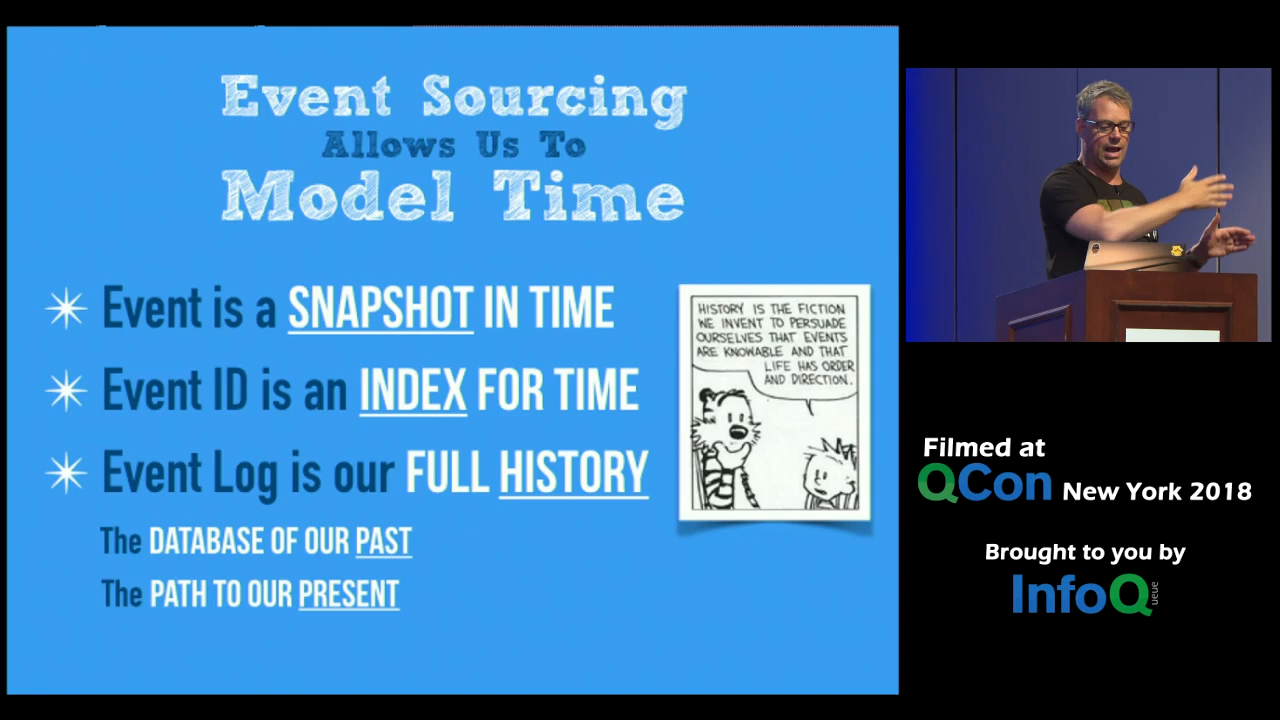 Event Sourcing
Allows Us To
Model Time
Event is a SNAPSHOT IN TIME
Event ID is an INDEX FOR TIME
Event Log is our FULL HISTORY
The DATABASE OF OUR PAST
The PATH TO OUR PRESENT
HISTORY IS THE FICTION
WE INVENT TO PERSUADE
OURSELVES THAT EVENTS
ARE KNOWABLE AND THAT
LIFE HAS ORDER
AND DIRECTION.
Filmed at
QCon New York 2018
Brought to you by
InfoQueue